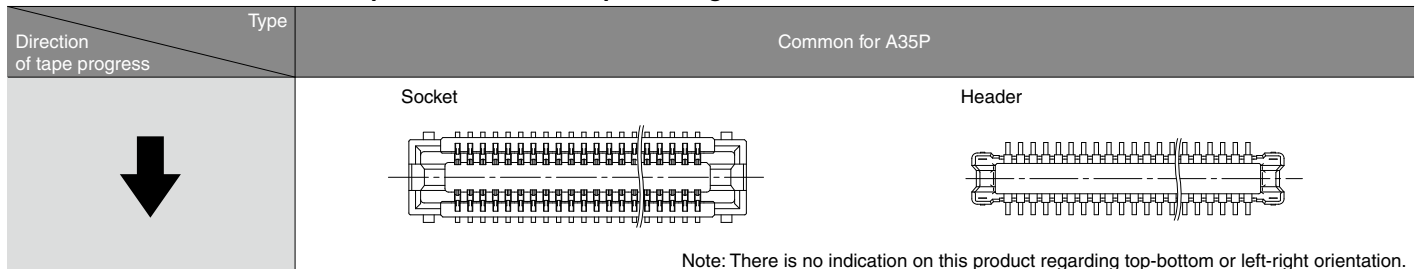 Type
Direction
of tape progress
Common for A35P
Socket
Header
Note: There is no indication on this product regarding top-bottom or left-right orientation.